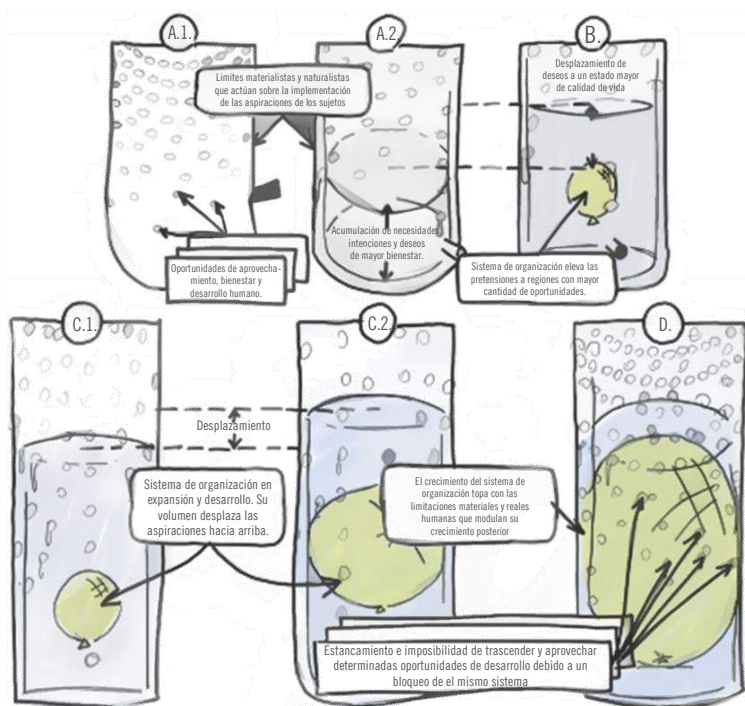 A.1.
A.2.
B.
Límites materialistas y naturalistas
que actúan sobre la implementación
de las aspiraciones de los sujetos
Desplazamiento de
deseos a un estado mayor
de calidad de vida
Acumulación de necesidades,
intenciones y deseos
de mayor bienestar.
Oportunidades de aprovecha-
miento, bienestar y
desarrollo humano.
Sistema de organización eleva las
pretensiones a regiones con mayor
cantidad de oportunidades.
C.1.
C.2.
D.
Desplazamiento
Sistema de organización en
expansión y desarrollo. Su
volumen desplaza las
aspiraciones hacia arriba.
El crecimiento del sistema de
organización topa con las
limitaciones materiales y reales
humanas que modulan su
crecimiento posterior
Estancamiento e imposibilidad de trascender y aprovechar
determinadas oportunidades de desarrollo debido a un
bloqueo de el mismo sistema